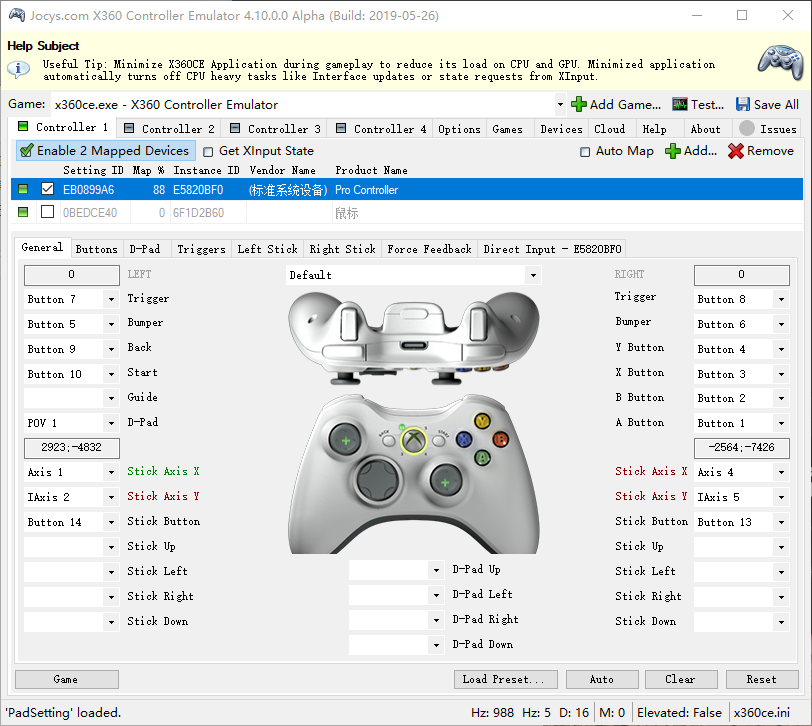 Jocys.com X360 Controller Emulator 4.10.0.0 Alpha (Build: 2019-05-26)
Help Subject
Useful Tip: Minimize X360CE Application during gameplay to reduce its load on CPU and GPU. Minimized application
automatically turns off CPU heavy tasks like Interface updates or state requests from XInput.
Game: x360ce.exe - X360 Controller Emulator Add Game... Test... Save All
Controller 1 Controller 2 Controller 3 Controller 4 Options Games Devices Cloud Help About Issues
Enable 2 Mapped Devices Get XInput State Auto Map Add... Remove
Setting ID Map % Instance ID Vendor Name Product Name
EB0899A6 88 E5820BF0 (标准系统设备) Pro Controller
0BEDCE40 0 6F1D2B60 鼠标
General Buttons D-Pad Triggers Left Stick Right Stick Force Feedback Direct Input - E5820BF0
0 LEFT Default RIGHT 0
Button 7 Trigger Trigger Button 8
Button 5 Bumper Bumper Button 6
Button 9 Back Y Button Button 4
Button 10 Start X Button Button 3
Guide B Button Button 2
POV 1 D-Pad A Button Button 1
BACK START Y X B A
2923;-4832 -2564;-7426
Axis 1 Stick Axis X Stick Axis X Axis 4
IAxis 2 Stick Axis Y Stick Axis Y IAxis 5
Button 14 Stick Button Stick Button Button 13
Stick Up Stick Up
Stick Left Stick Left
Stick Right Stick Right
Stick Down Stick Down
D-Pad Up
D-Pad Left
D-Pad Right
D-Pad Down
Game Load Preset... Auto Clear Reset
'PadSetting' loaded. Hz: 988 Hz: 5 D: 16 M: 0 Elevated: False x360ce.ini